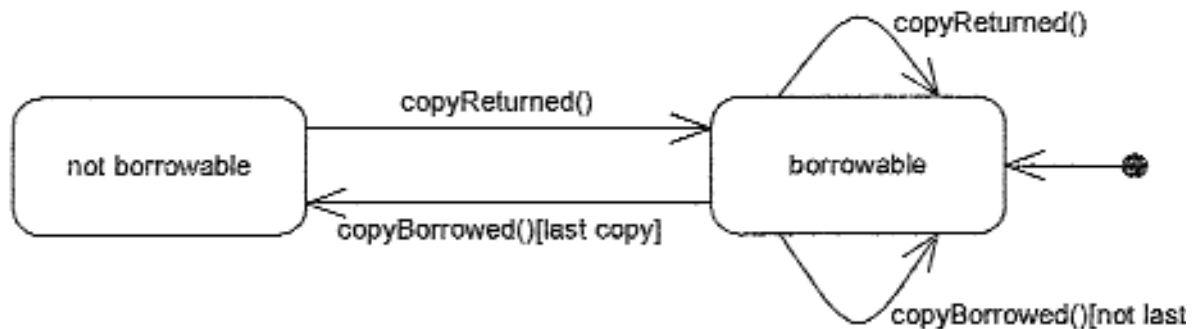 copyReturned()
copyReturned()
not borrowable
borrowable
copyBorrowed()[last copy]
copyBorrowed()[not last